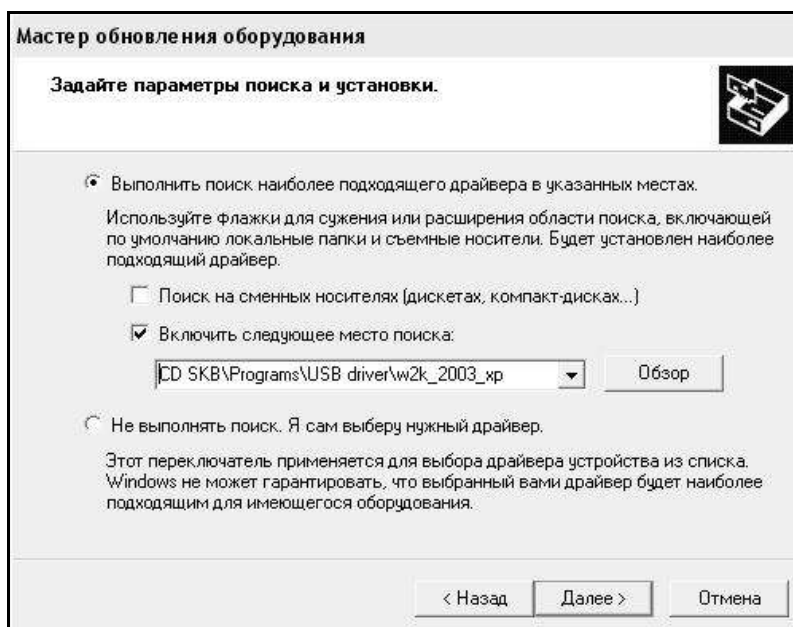 Мастер обновления оборудования
Задайте параметры поиска и установки.
Выполнить поиск наиболее подходящего драйвера в указанных местах.
Используйте флажки для сужения или расширения области поиска, включающей
по умолчанию локальные папки и съемные носители. Будет установлен наиболее
подходящий драйвер.
Поиск на сменных носителях (дискетах, компакт-дисках...)
Включить следующее место поиска:
CD SKB\Programs\USB driver\w2k_2003_xp
Обзор
Не выполнять поиск. Я сам выберу нужный драйвер.
Этот переключатель применяется для выбора драйвера устройства из списка.
Windows не может гарантировать, что выбранный вами драйвер будет наиболее
подходящим для имеющегося оборудования.
< Назад Далее > Отмена